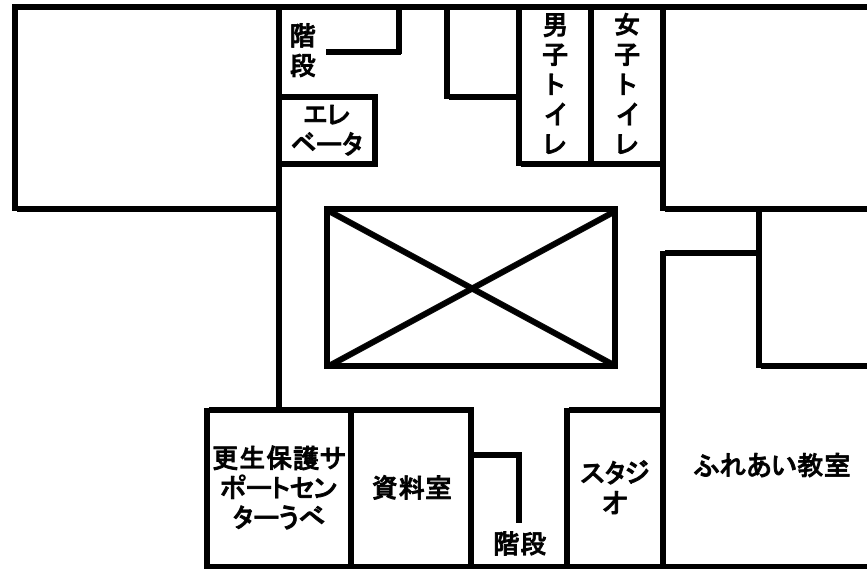 階
段
男子トイレ
女子トイレ
エレ
ベータ
更生保護サ
ポートセン
ターうべ
資料室
階段
スタジ
オ
ふれあい教室